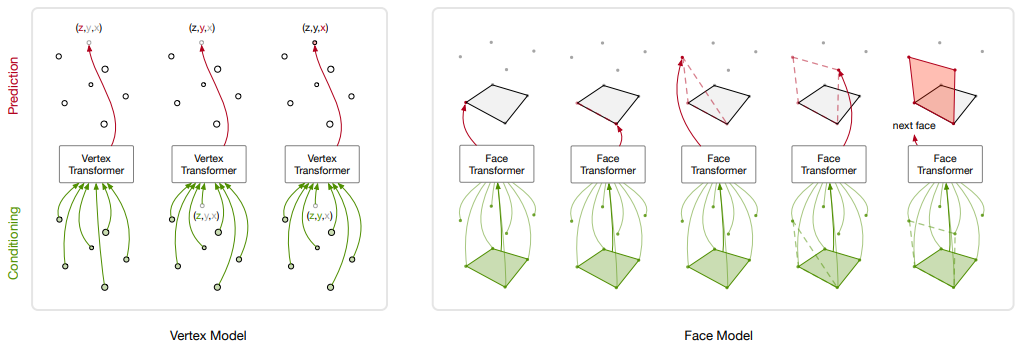 Prediction
Conditioning
(z,y,x)
(z,y,x)
(z,y,x)
Vertex
Transformer
Vertex
Transformer
Vertex
Transformer
(z,y,x)
(z,y,x)
Vertex Model
Face
Transformer
Face
Transformer
Face
Transformer
Face
Transformer
next face
Face
Transformer
Face Model